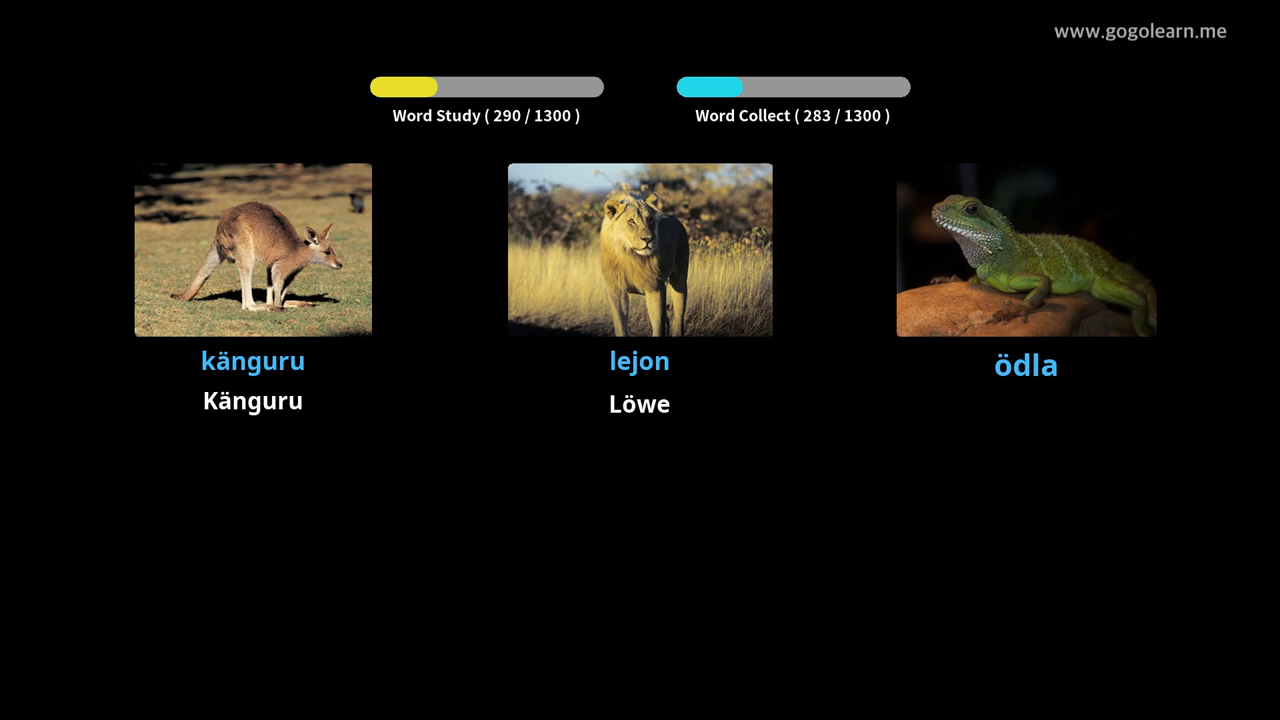 www.gogolearn.me
Word Study ( 290 / 1300 )
Word Collect ( 283 / 1300 )
känguru
lejon
ödla
Känguru
Löwe